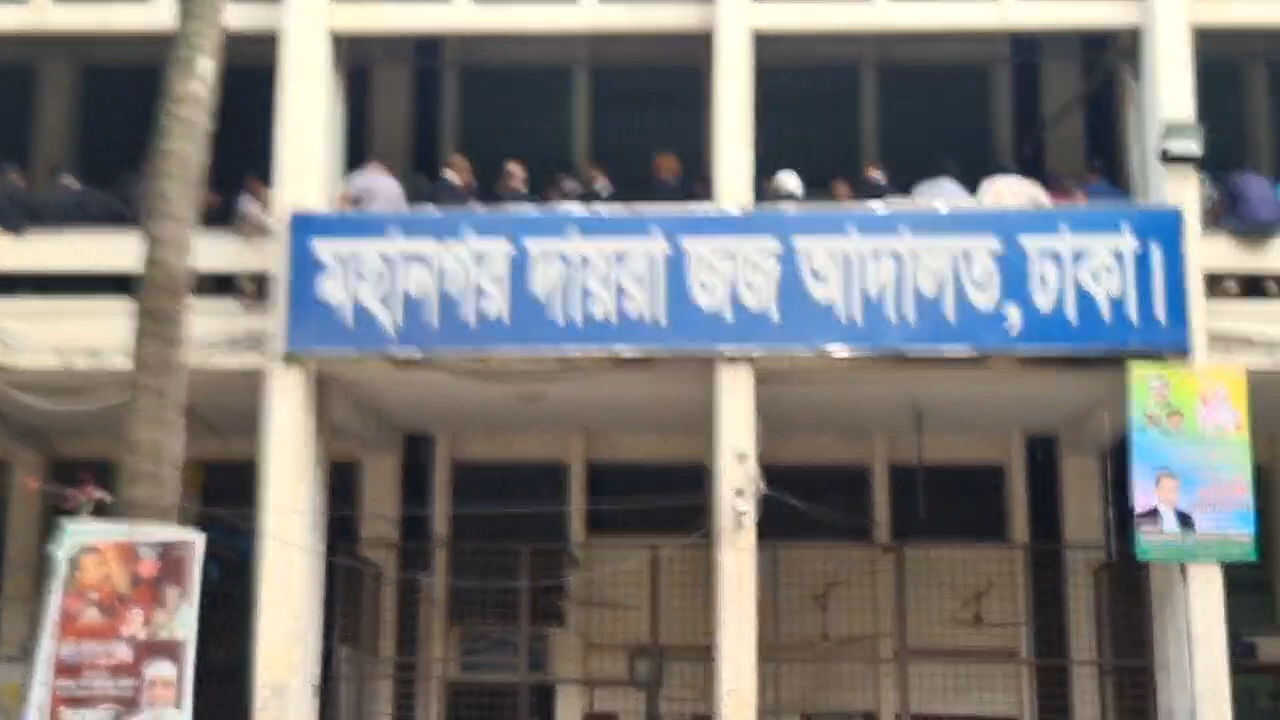 মহানগর দায়রা জজ আদালত, ঢাকা।